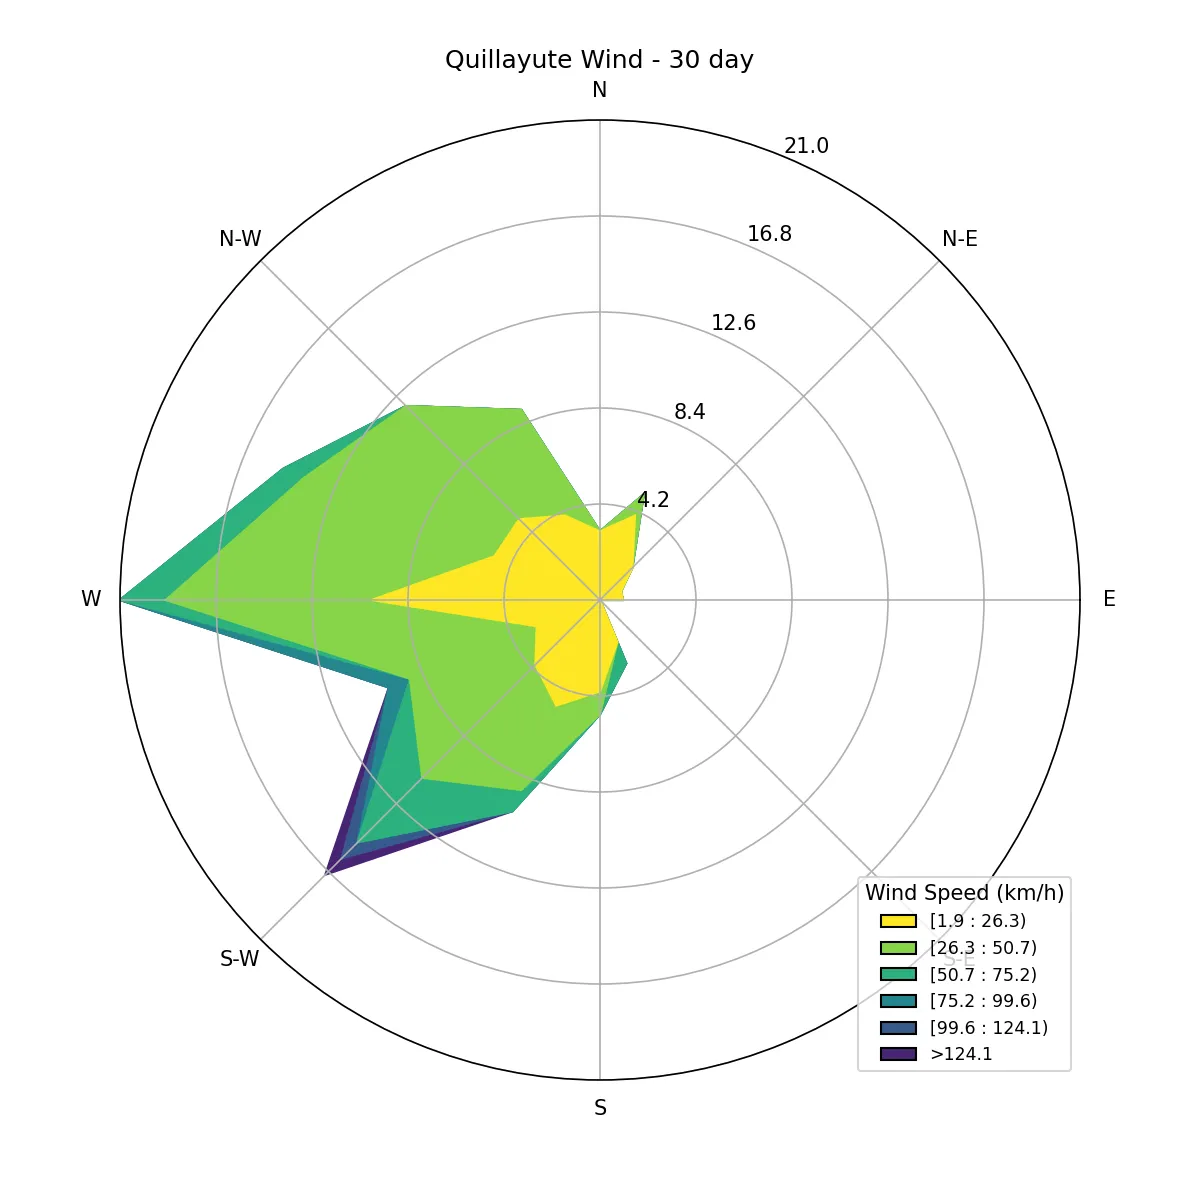 Quillayute Wind - 30 day
N
21.0
16.8
N-W
N-E
12.6
8.4
4.2
W
E
Wind Speed (km/h)
[1.9 : 26.3)
[26.3 : 50.7)
S-W
S-E
[50.7 : 75.2)
[75.2 : 99.6)
[99.6 : 124.1)
>124.1
S